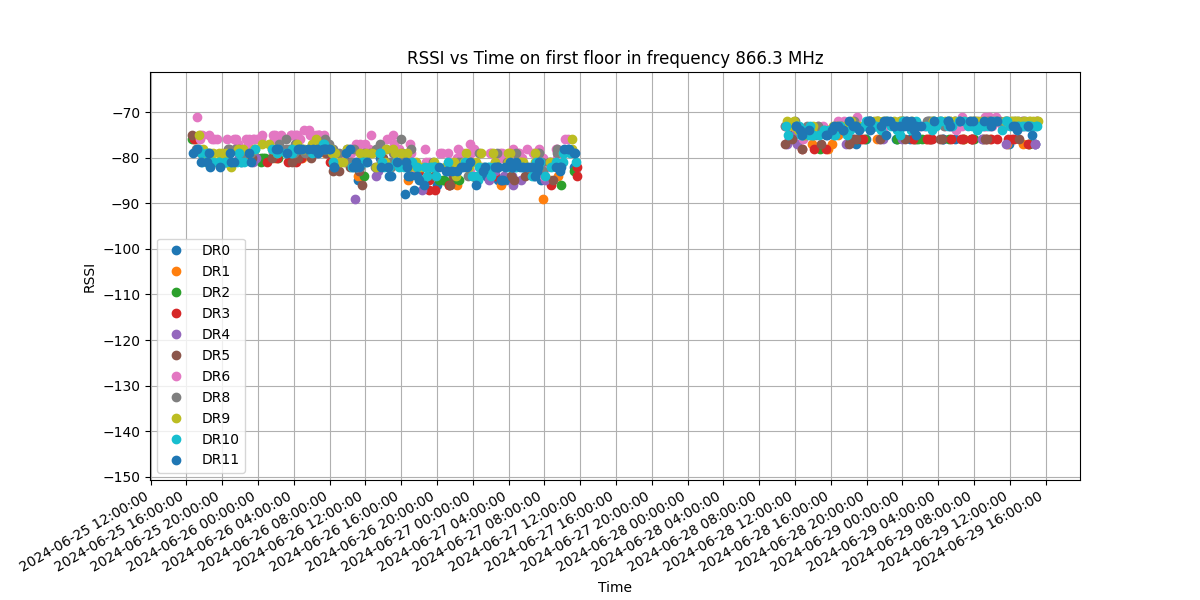 RSSI vs Time on first floor in frequency 866.3 MHz
RSSI
−70
−80
−90
−100
−110
−120
−130
−140
−150
DR0
DR1
DR2
DR3
DR4
DR5
DR6
DR8
DR9
DR10
DR11
2024-06-25 12:00:00
2024-06-25 16:00:00
2024-06-25 20:00:00
2024-06-26 00:00:00
2024-06-26 04:00:00
2024-06-26 08:00:00
2024-06-26 12:00:00
2024-06-26 16:00:00
2024-06-26 20:00:00
2024-06-27 00:00:00
2024-06-27 04:00:00
2024-06-27 08:00:00
2024-06-27 12:00:00
2024-06-27 16:00:00
2024-06-27 20:00:00
2024-06-28 00:00:00
2024-06-28 04:00:00
2024-06-28 08:00:00
2024-06-28 12:00:00
2024-06-28 16:00:00
2024-06-28 20:00:00
2024-06-29 00:00:00
2024-06-29 04:00:00
2024-06-29 08:00:00
2024-06-29 12:00:00
2024-06-29 16:00:00
Time